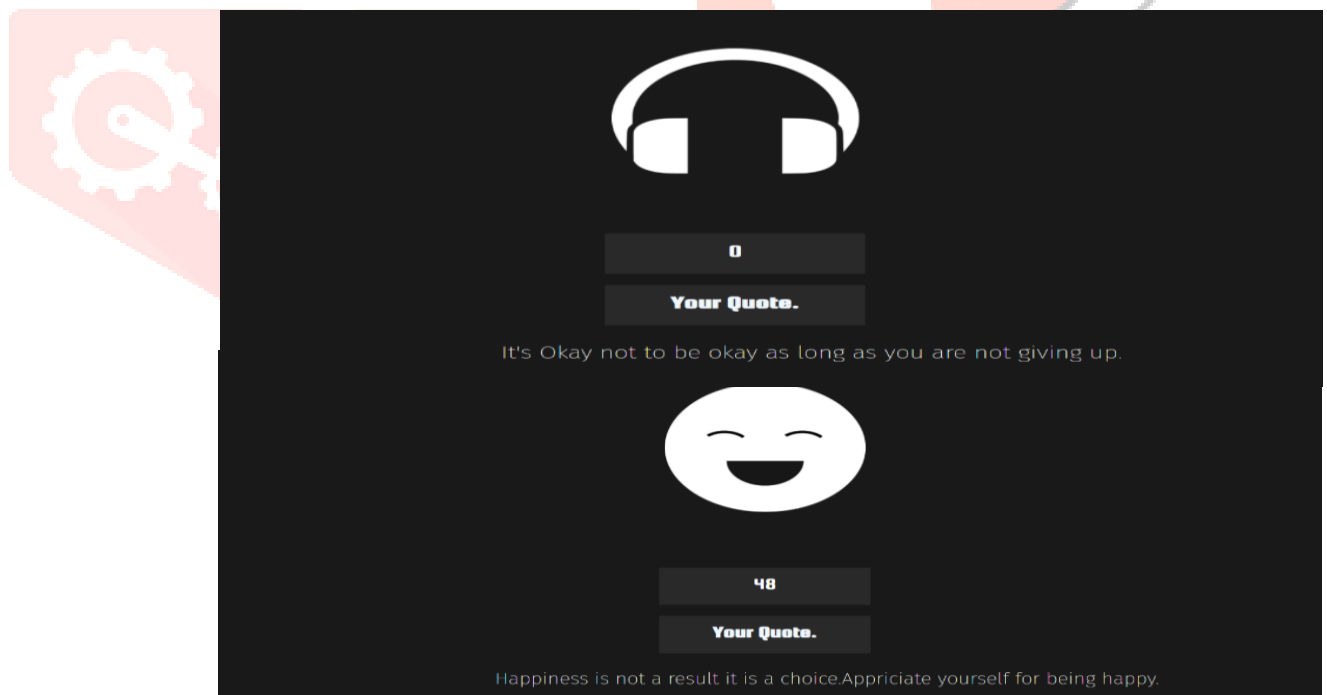 0
Your Quote.
It's Okay not to be okay as long as you are not giving up.
48
Your Quote.
Happiness is not a result it is a choice.Appriciate yourself for being happy.